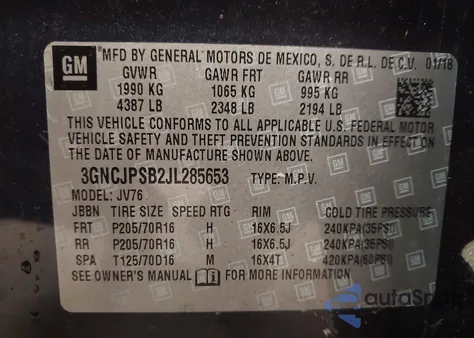 GM MFD BY GENERAL MOTORS DE MEXICO, S. DE R.L. DE C.V. 01/18
GVWR GAWR FRT GAWR RR
1990 KG 1065 KG 995 KG
4387 LB 2348 LB 2194 LB
THIS VEHICLE CONFORMS TO ALL APPLICABLE U.S. FEDERAL MOTOR
VEHICLE SAFETY AND THEFT PREVENTION STANDARDS IN EFFECT ON
THE DATE OF MANUFACTURE SHOWN ABOVE.
3GNCJPSB2JL285653 TYPE: M.P.V.
MODEL: JV76
JBBN TIRE SIZE SPEED RTG RIM COLD TIRE PRESSURE
FRT P205/70R16 H 16X6.5J 240KPA(35PSI)
RR P205/70R16 H 16X6.5J 240KPA(35PSI)
SPA T125/70D16 M 16X4T 420KPA(60PSI)
SEE OWNER'S MANUAL FOR MORE INFORMATION.